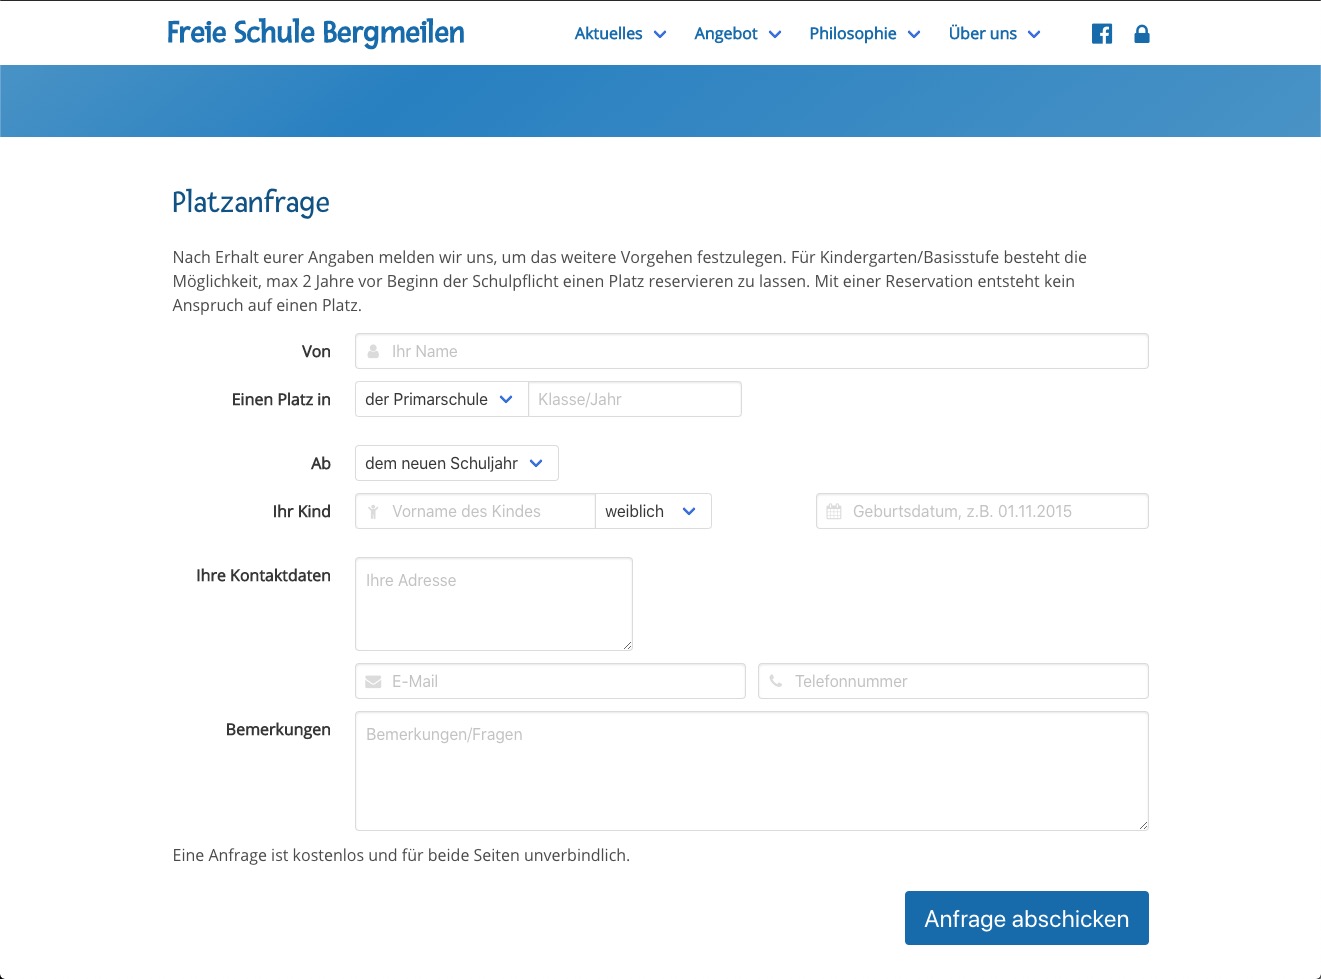 Freie Schule Bergmeilen
Aktuelles
Angebot
Philosophie
Über uns
Platzanfrage
Nach Erhalt eurer Angaben melden wir uns, um das weitere Vorgehen festzulegen. Für Kindergarten/Basisstufe besteht die
Möglichkeit, max 2 Jahre vor Beginn der Schulpflicht einen Platz reservieren zu lassen. Mit einer Reservation entsteht kein
Anspruch auf einen Platz.
Von
Ihr Name
Einen Platz in
der Primarschule
Klasse/Jahr
Ab
dem neuen Schuljahr
Ihr Kind
Vorname des Kindes
weiblich
Geburtsdatum, z.B. 01.11.2015
Ihre Kontaktdaten
Ihre Adresse
E-Mail
Telefonnummer
Bemerkungen
Bemerkungen/Fragen
Eine Anfrage ist kostenlos und für beide Seiten unverbindlich.
Anfrage abschicken